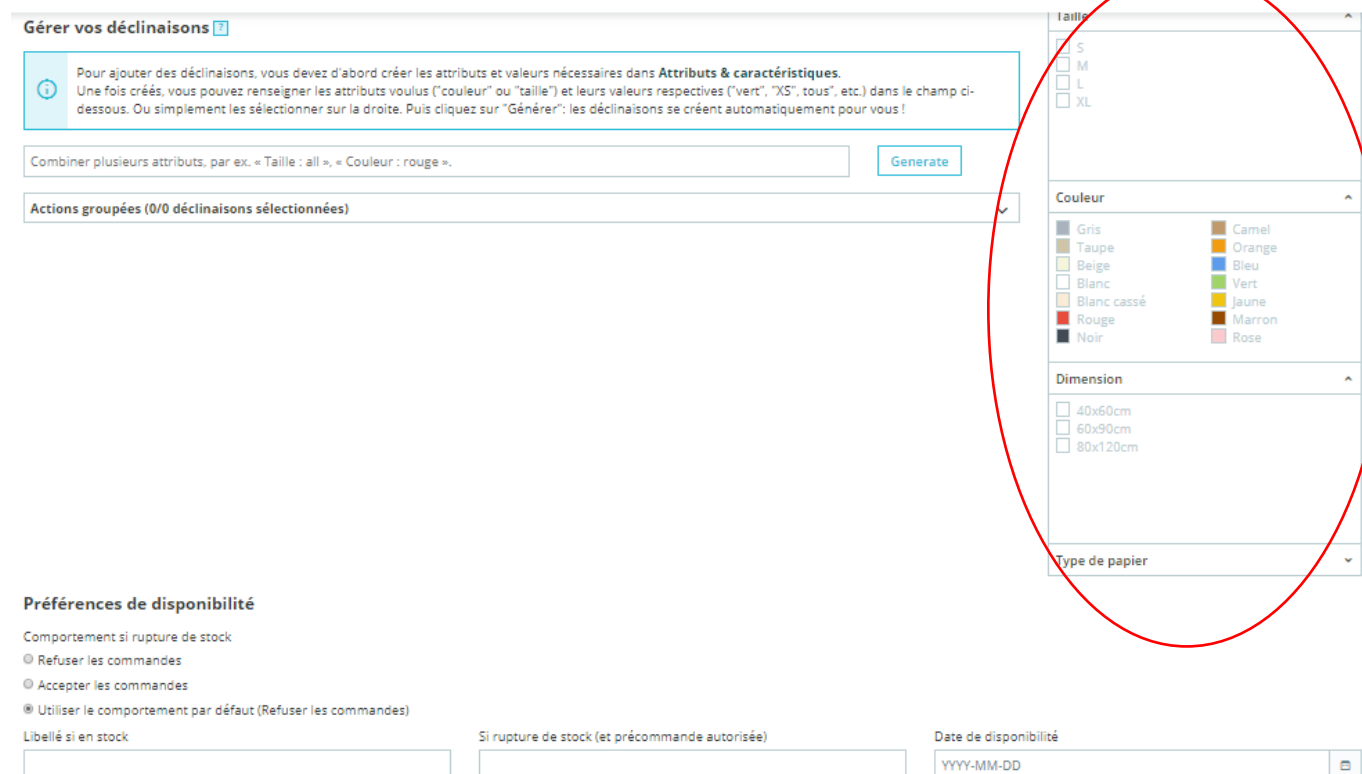 Gérer vos déclinaisons ?
Pour ajouter des déclinaisons, vous devez d'abord créer les attributs et valeurs nécessaires dans Attributs & caractéristiques.
Une fois créés, vous pouvez renseigner les attributs voulus ("couleur" ou "taille") et leurs valeurs respectives ("vert", "XS", tous", etc.) dans le champ ci-
dessous. Ou simplement les sélectionner sur la droite. Puis cliquez sur "Générer": les déclinaisons se créent automatiquement pour vous !
Combiner plusieurs attributs, par ex. « Taille : all », « Couleur : rouge ».
Generate
Actions groupées (0/0 déclinaisons sélectionnées)
Taille
S
M
L
XL
Couleur
Gris
Taupe
Beige
Blanc
Blanc cassé
Rouge
Noir
Camel
Orange
Bleu
Vert
Jaune
Marron
Rose
Dimension
40x60cm
60x90cm
80x120cm
Type de papier
Préférences de disponibilité
Comportement si rupture de stock
Refuser les commandes
Accepter les commandes
Utiliser le comportement par défaut (Refuser les commandes)
Libellé si en stock
Si rupture de stock (et précommande autorisée)
Date de disponibilité
YYYY-MM-DD